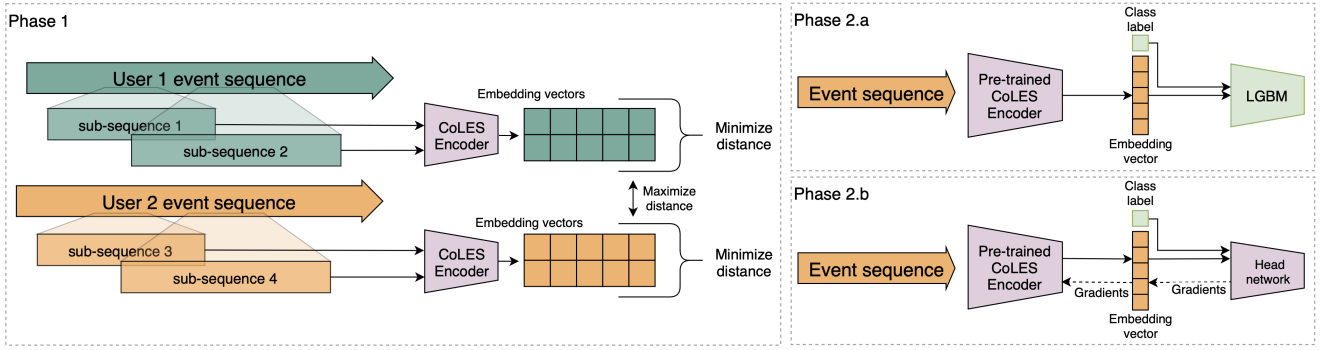 Phase 1
User 1 event sequence
sub-sequence 1
sub-sequence 2
CoLES
Encoder
Embedding vectors
Minimize
distance
Maximize
distance
User 2 event sequence
sub-sequence 3
sub-sequence 4
CoLES
Encoder
Embedding vectors
Minimize
distance
Phase 2.a
Event sequence
Pre-trained
CoLES
Encoder
Class
label
Embedding
vector
LGBM
Phase 2.b
Event sequence
Pre-trained
CoLES
Encoder
Class
label
Gradients
Gradients
Embedding
vector
Head
network